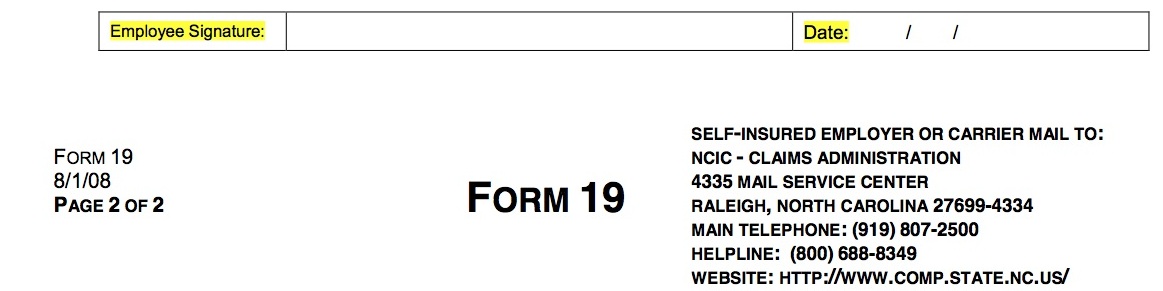 Employee Signature: Date: / /
SELF-INSURED EMPLOYER OR CARRIER MAIL TO:
FORM 19 NCIC - CLAIMS ADMINISTRATION
8/1/08 4335 MAIL SERVICE CENTER
PAGE 2 OF 2 FORM 19 RALEIGH, NORTH CAROLINA 27699-4334
MAIN TELEPHONE: (919) 807-2500
HELPLINE: (800) 688-8349
WEBSITE: HTTP://WWW.COMP.STATE.NC.US/